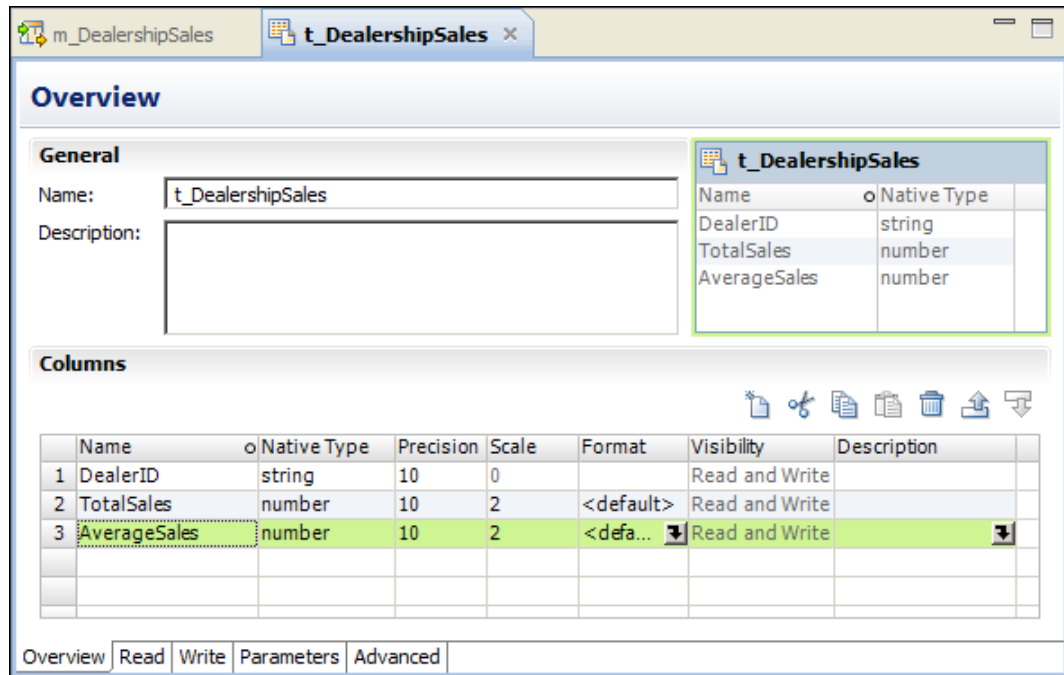 m_DealershipSales t_DealershipSales
Overview
General
Name: t_DealershipSales
Description:
t_DealershipSales
Name Native Type
DealerID string
TotalSales number
AverageSales number
Columns
Name Native Type Precision Scale Format Visibility Description
1 DealerID string 10 0 Read and Write
2 TotalSales number 10 2 <default> Read and Write
3 AverageSales number 10 2 <defa... Read and Write
Overview Read Write Parameters Advanced